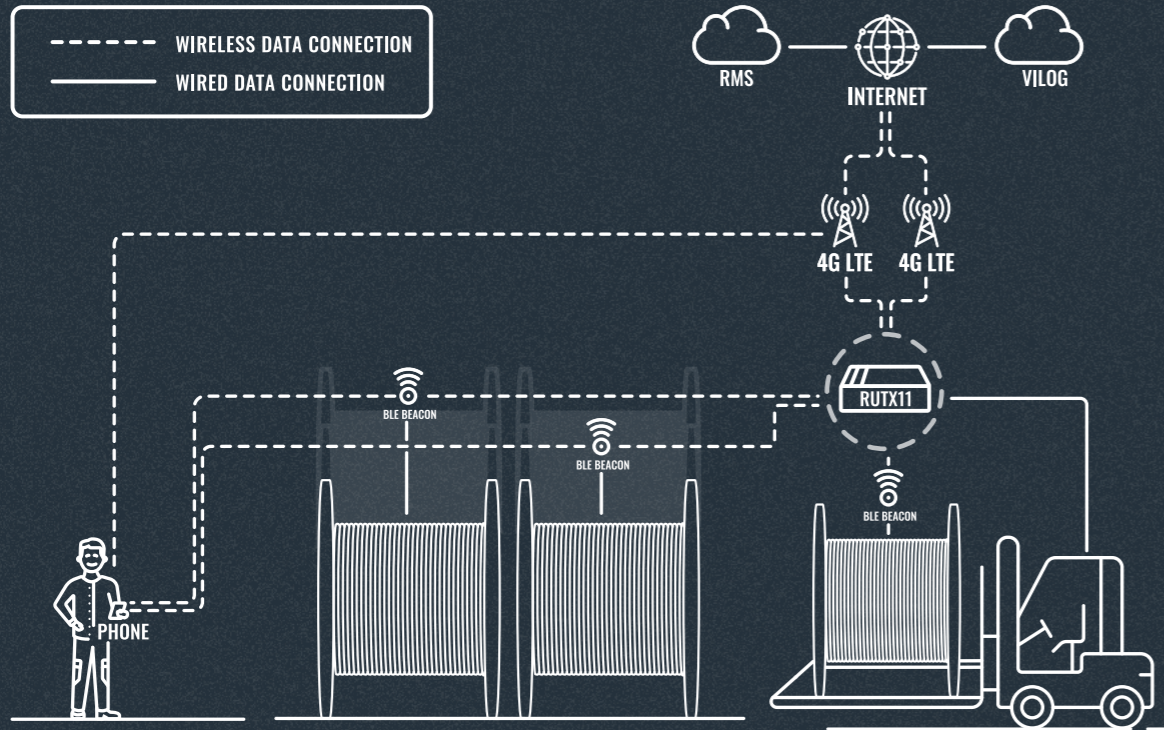 WIRELESS DATA CONNECTION
WIRED DATA CONNECTION
RMS
INTERNET
VILOG
4G LTE
4G LTE
RUTX11
BLE BEACON
BLE BEACON
BLE BEACON
PHONE